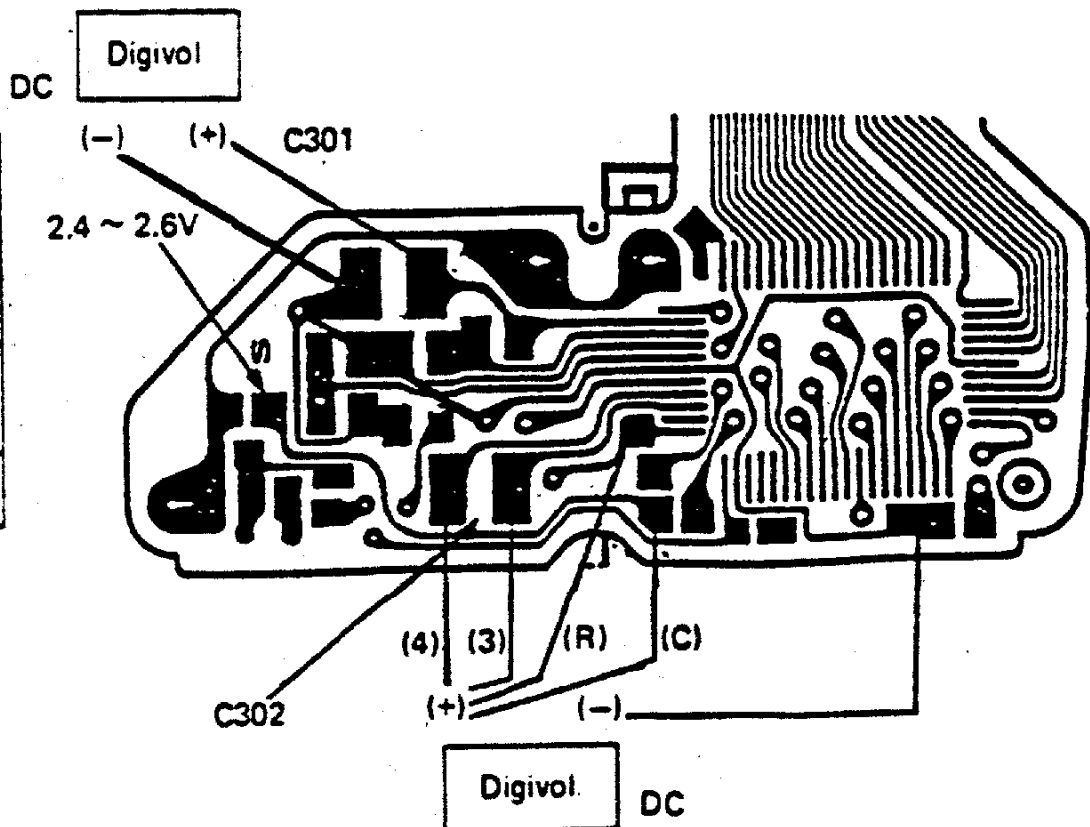 Digivol
DC
(−) (+) C301
2.4 ~ 2.6V
S
(4) (3) (R) (C)
C302 (+) (−)
Digivol.
DC